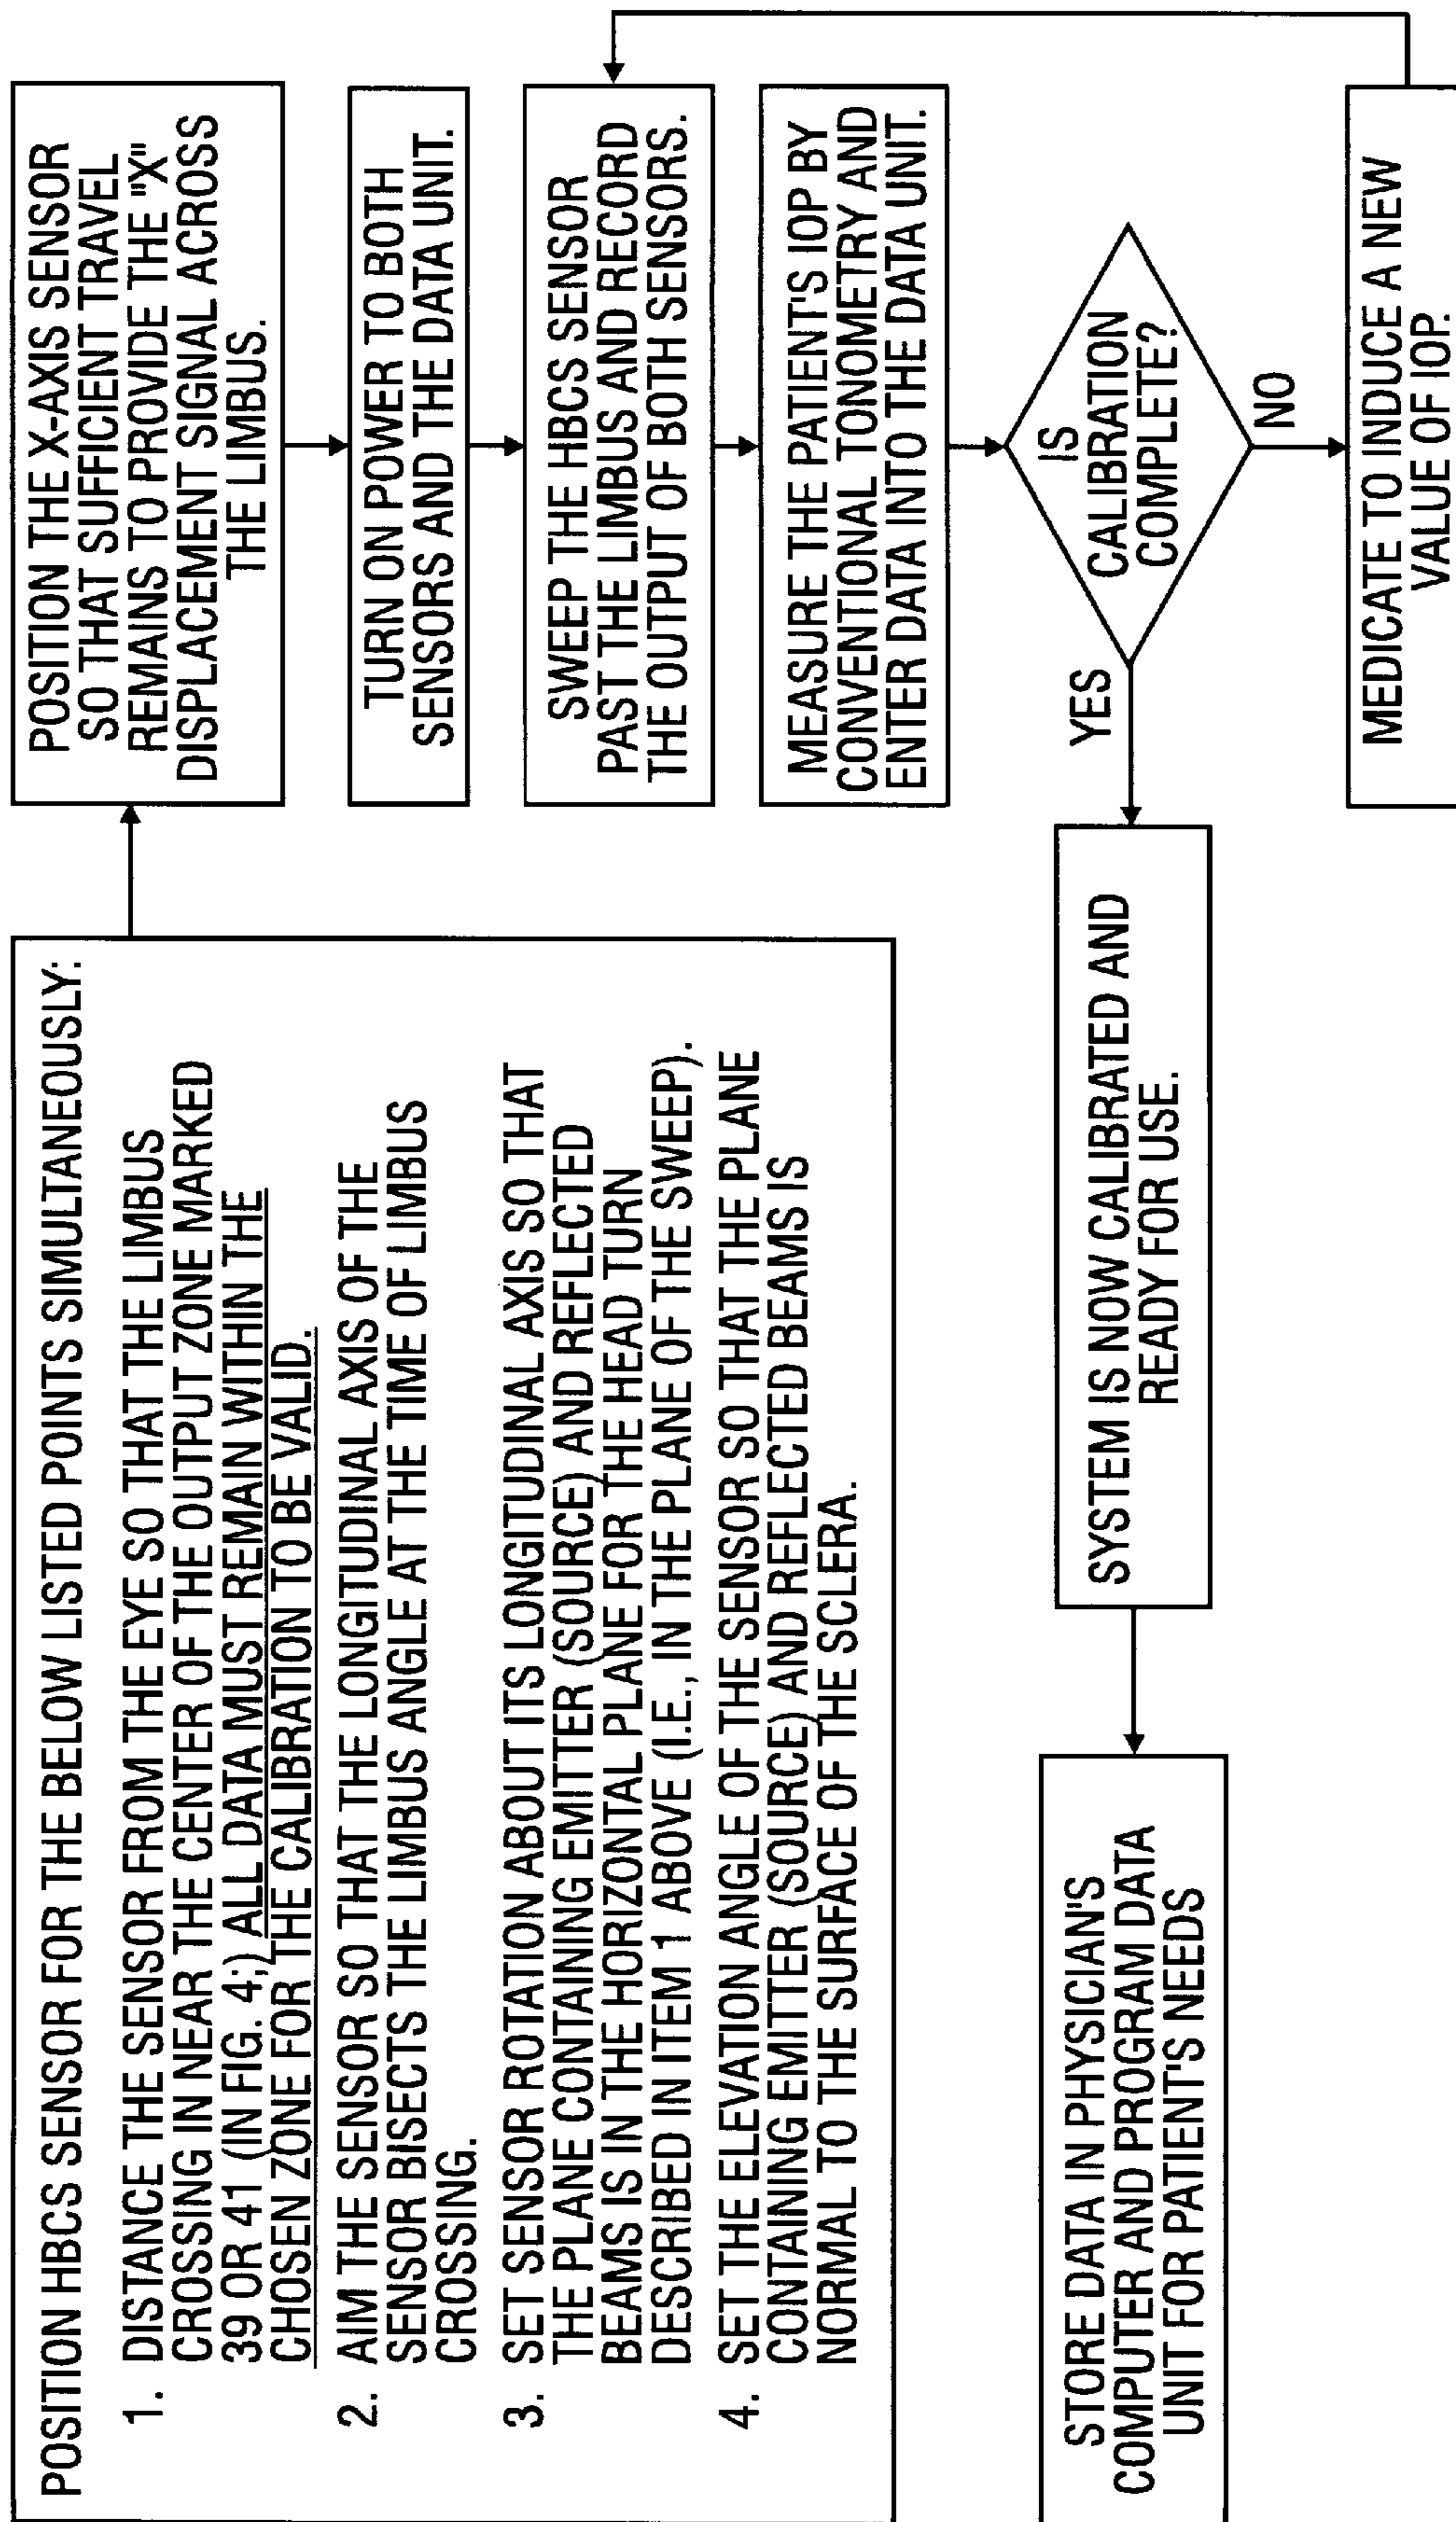 POSITION HBCS SENSOR FOR THE BELOW LISTED POINTS SIMULTANEOUSLY:
1. DISTANCE THE SENSOR FROM THE EYE SO THAT THE LIMBUS
CROSSING IN NEAR THE CENTER OF THE OUTPUT ZONE MARKED
39 OR 41 (IN FIG. 4;) ALL DATA MUST REMAIN WITHIN THE
CHOSEN ZONE FOR THE CALIBRATION TO BE VALID.
2. AIM THE SENSOR SO THAT THE LONGITUDINAL AXIS OF THE
SENSOR BISECTS THE LIMBUS ANGLE AT THE TIME OF LIMBUS
CROSSING.
3. SET SENSOR ROTATION ABOUT ITS LONGITUDINAL AXIS SO THAT
THE PLANE CONTAINING EMITTER (SOURCE) AND REFLECTED
BEAMS IS IN THE HORIZONTAL PLANE FOR THE HEAD TURN
DESCRIBED IN ITEM 1 ABOVE (I.E., IN THE PLANE OF THE SWEEP).
4. SET THE ELEVATION ANGLE OF THE SENSOR SO THAT THE PLANE
CONTAINING EMITTER (SOURCE) AND REFLECTED BEAMS IS
NORMAL TO THE SURFACE OF THE SCLERA.
POSITION THE X-AXIS SENSOR
SO THAT SUFFICIENT TRAVEL
REMAINS TO PROVIDE THE "X"
DISPLACEMENT SIGNAL ACROSS
THE LIMBUS.
TURN ON POWER TO BOTH
SENSORS AND THE DATA UNIT.
SWEEP THE HBCS SENSOR
PAST THE LIMBUS AND RECORD
THE OUTPUT OF BOTH SENSORS.
MEASURE THE PATIENT'S IOP BY
CONVENTIONAL TONOMETRY AND
ENTER DATA INTO THE DATA UNIT.
IS
CALIBRATION
COMPLETE?
YES
NO
MEDICATE TO INDUCE A NEW
VALUE OF IOP.
SYSTEM IS NOW CALIBRATED AND
READY FOR USE.
STORE DATA IN PHYSICIAN'S
COMPUTER AND PROGRAM DATA
UNIT FOR PATIENT'S NEEDS